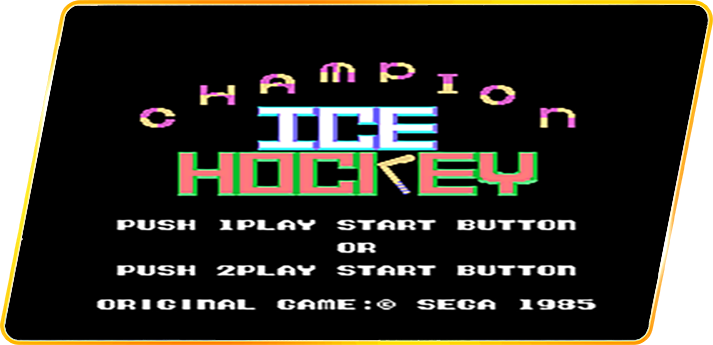 CHAMPION
ICE
HOCKEY
PUSH 1PLAY START BUTTON
OR
PUSH 2PLAY START BUTTON
ORIGINAL GAME:© SEGA 1985